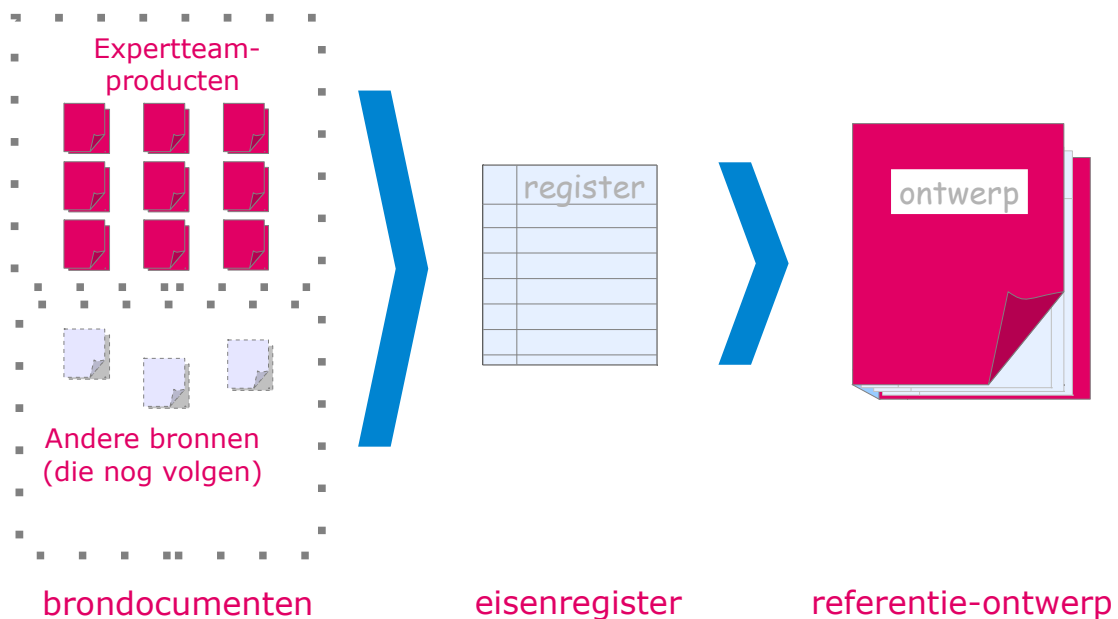 Expertteam-
producten
register
ontwerp
Andere bronnen
(die nog volgen)
brondocumenten
eisenregister
referentie-ontwerp